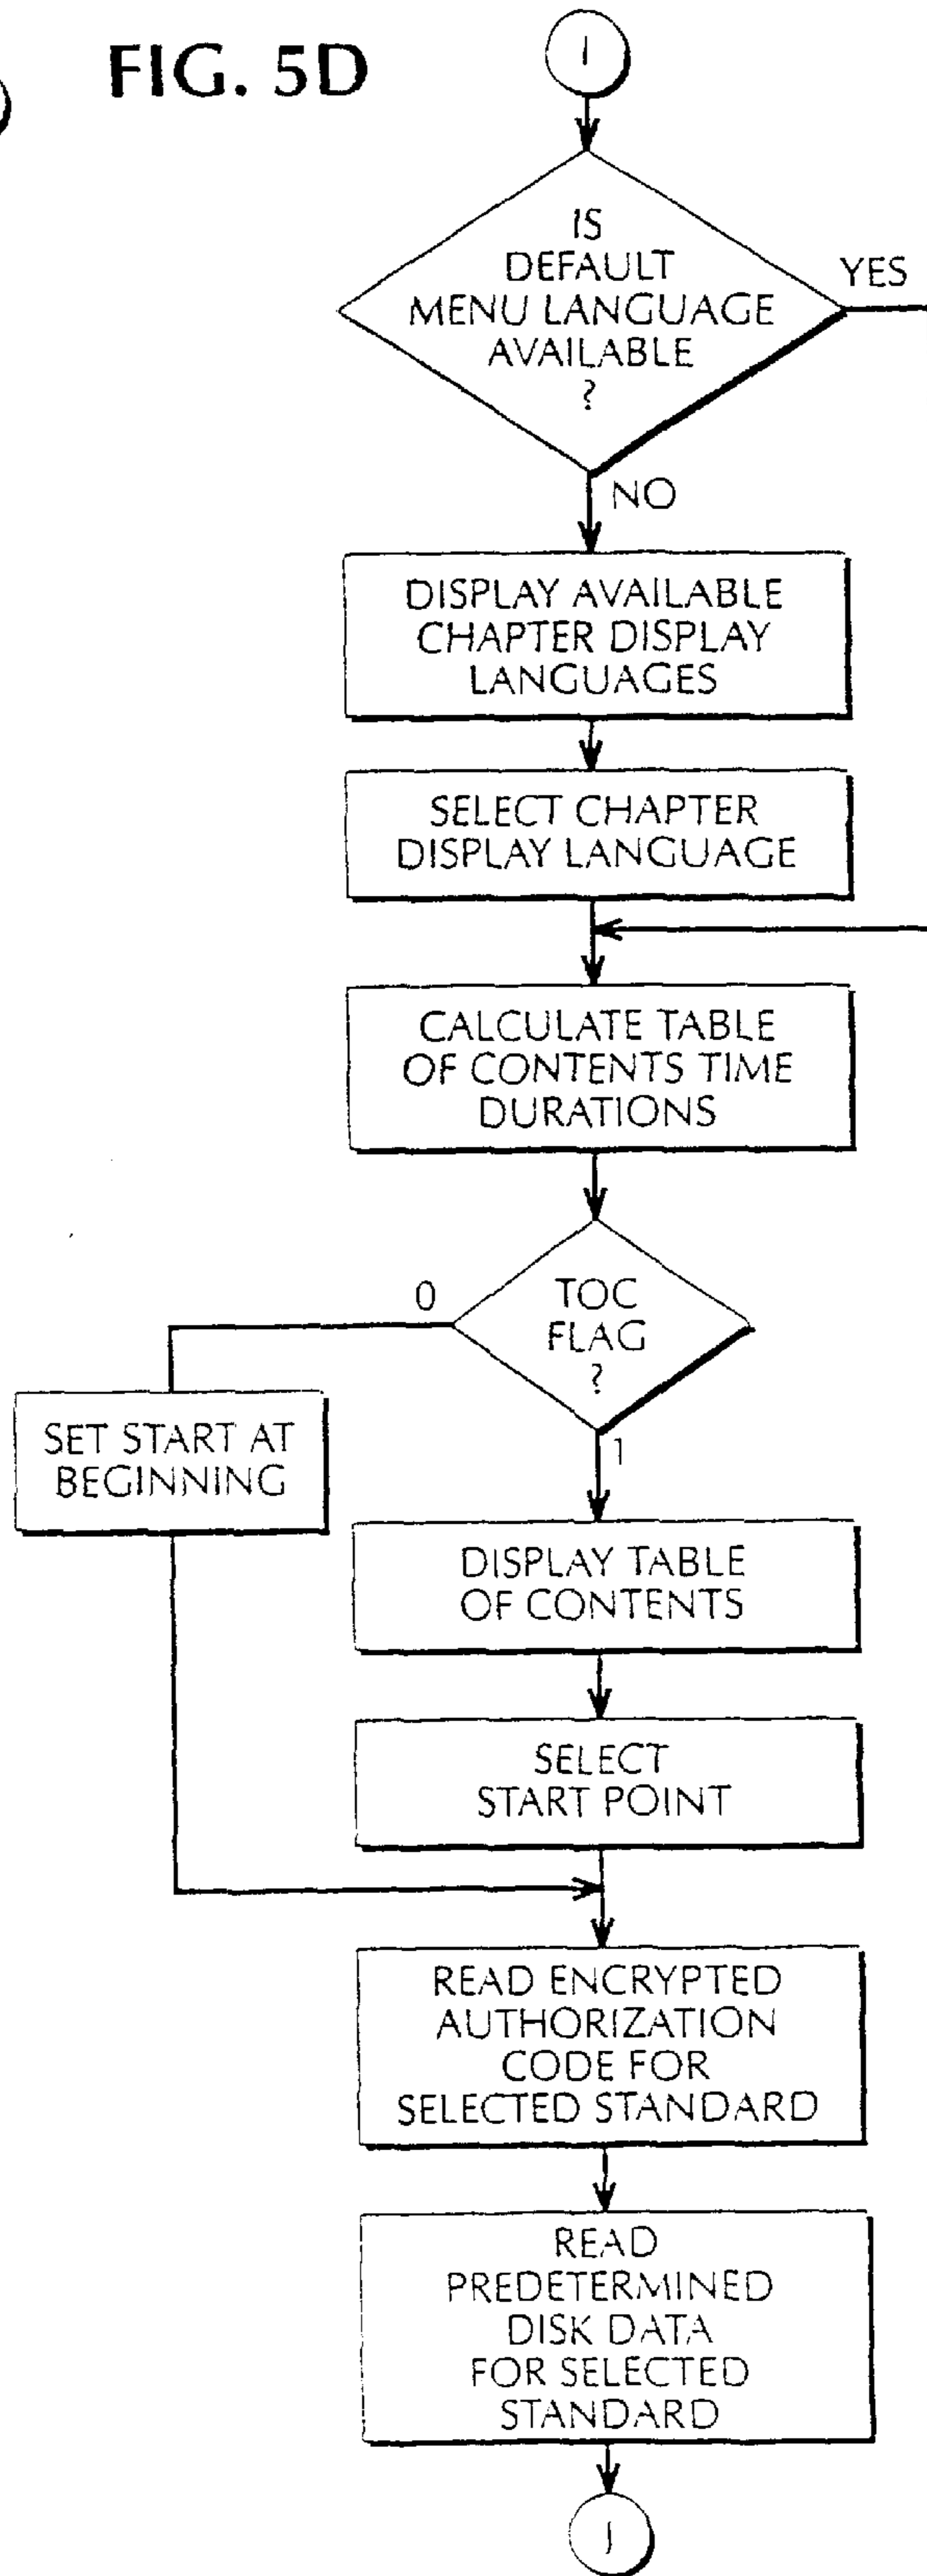 FIG. 5D
I
IS
DEFAULT
MENU LANGUAGE
AVAILABLE
?
YES
NO
DISPLAY AVAILABLE
CHAPTER DISPLAY
LANGUAGES
SELECT CHAPTER
DISPLAY LANGUAGE
CALCULATE TABLE
OF CONTENTS TIME
DURATIONS
0
TOC
FLAG
?
1
SET START AT
BEGINNING
DISPLAY TABLE
OF CONTENTS
SELECT
START POINT
READ ENCRYPTED
AUTHORIZATION
CODE FOR
SELECTED STANDARD
READ
PREDETERMINED
DISK DATA
FOR SELECTED
STANDARD
J